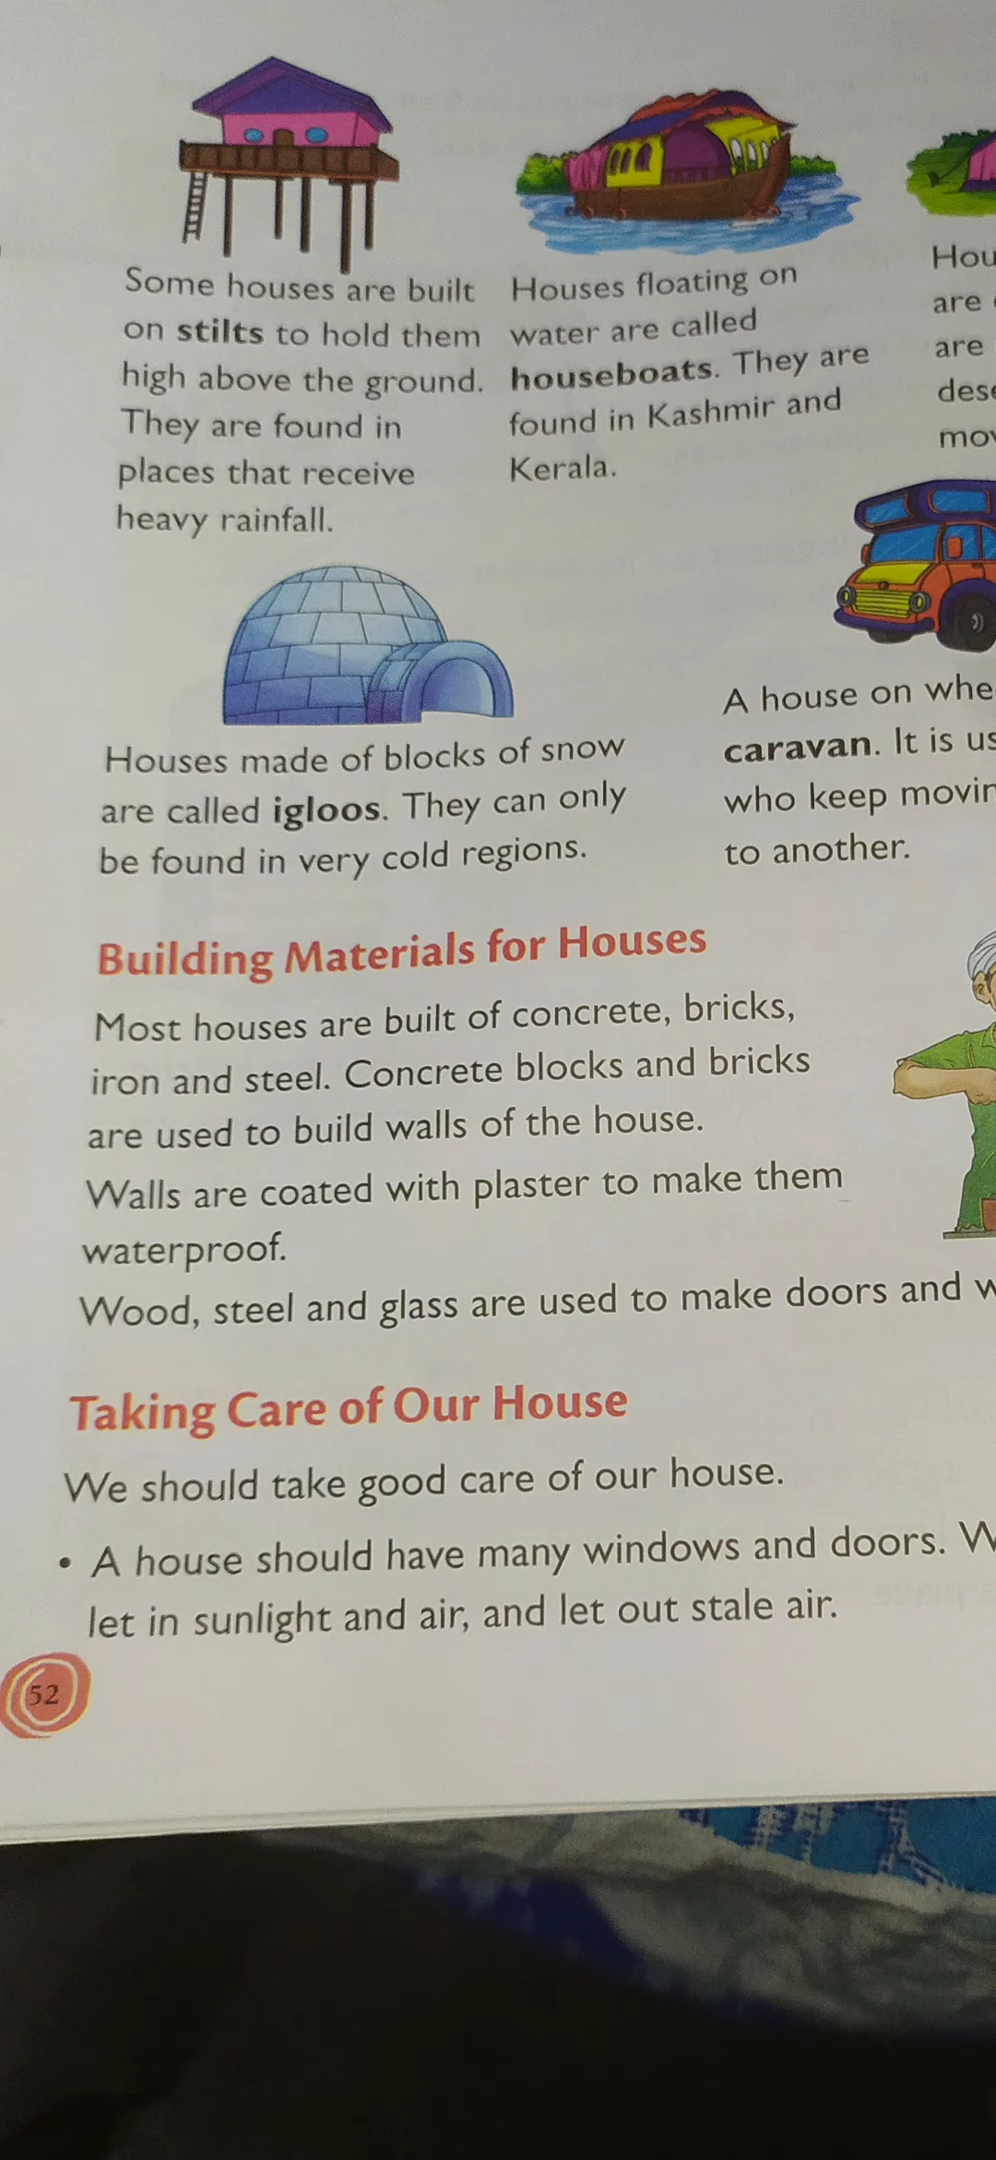 Some houses are built
on stilts to hold them
high above the ground.
They are found in
places that receive
heavy rainfall.
Houses floating on
water are called
houseboats. They are
found in Kashmir and
Kerala.
are
are
Houses made of blocks of snow
are called igloos. They can only
be found in very cold regions.
A house on
caravan. It is
who keep
to another.
Building Materials for Houses
Most houses are built of concrete, bricks,
iron and steel. Concrete blocks and bricks
are used to build walls of the house.
Walls are coated with plaster to make them
waterproof.
Wood, steel and glass are used to make doors and
Taking Care of Our House
We should take good care of our house.
• A house should have many windows and doors.
let in sunlight and air, and let out stale air.
52